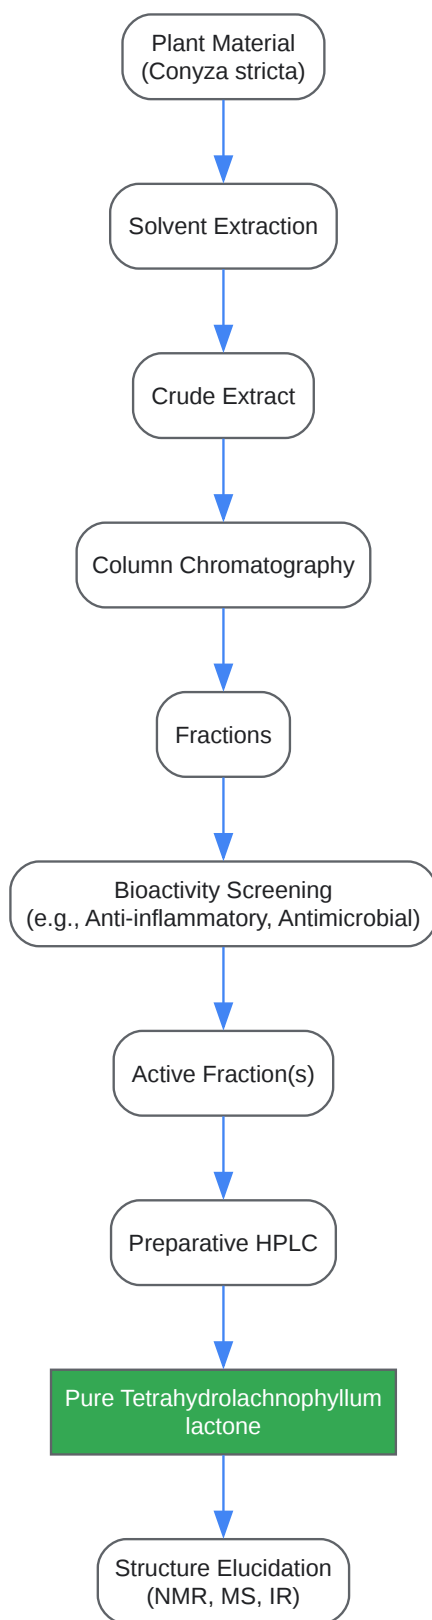 Plant Material
(Conyza stricta)
Solvent Extraction
Crude Extract
Column Chromatography
Fractions
Bioactivity Screening
(e.g., Anti-inflammatory, Antimicrobial)
Active Fraction(s)
Preparative HPLC
Pure Tetrahydrolachnophyllum
lactone
Structure Elucidation
(NMR, MS, IR)